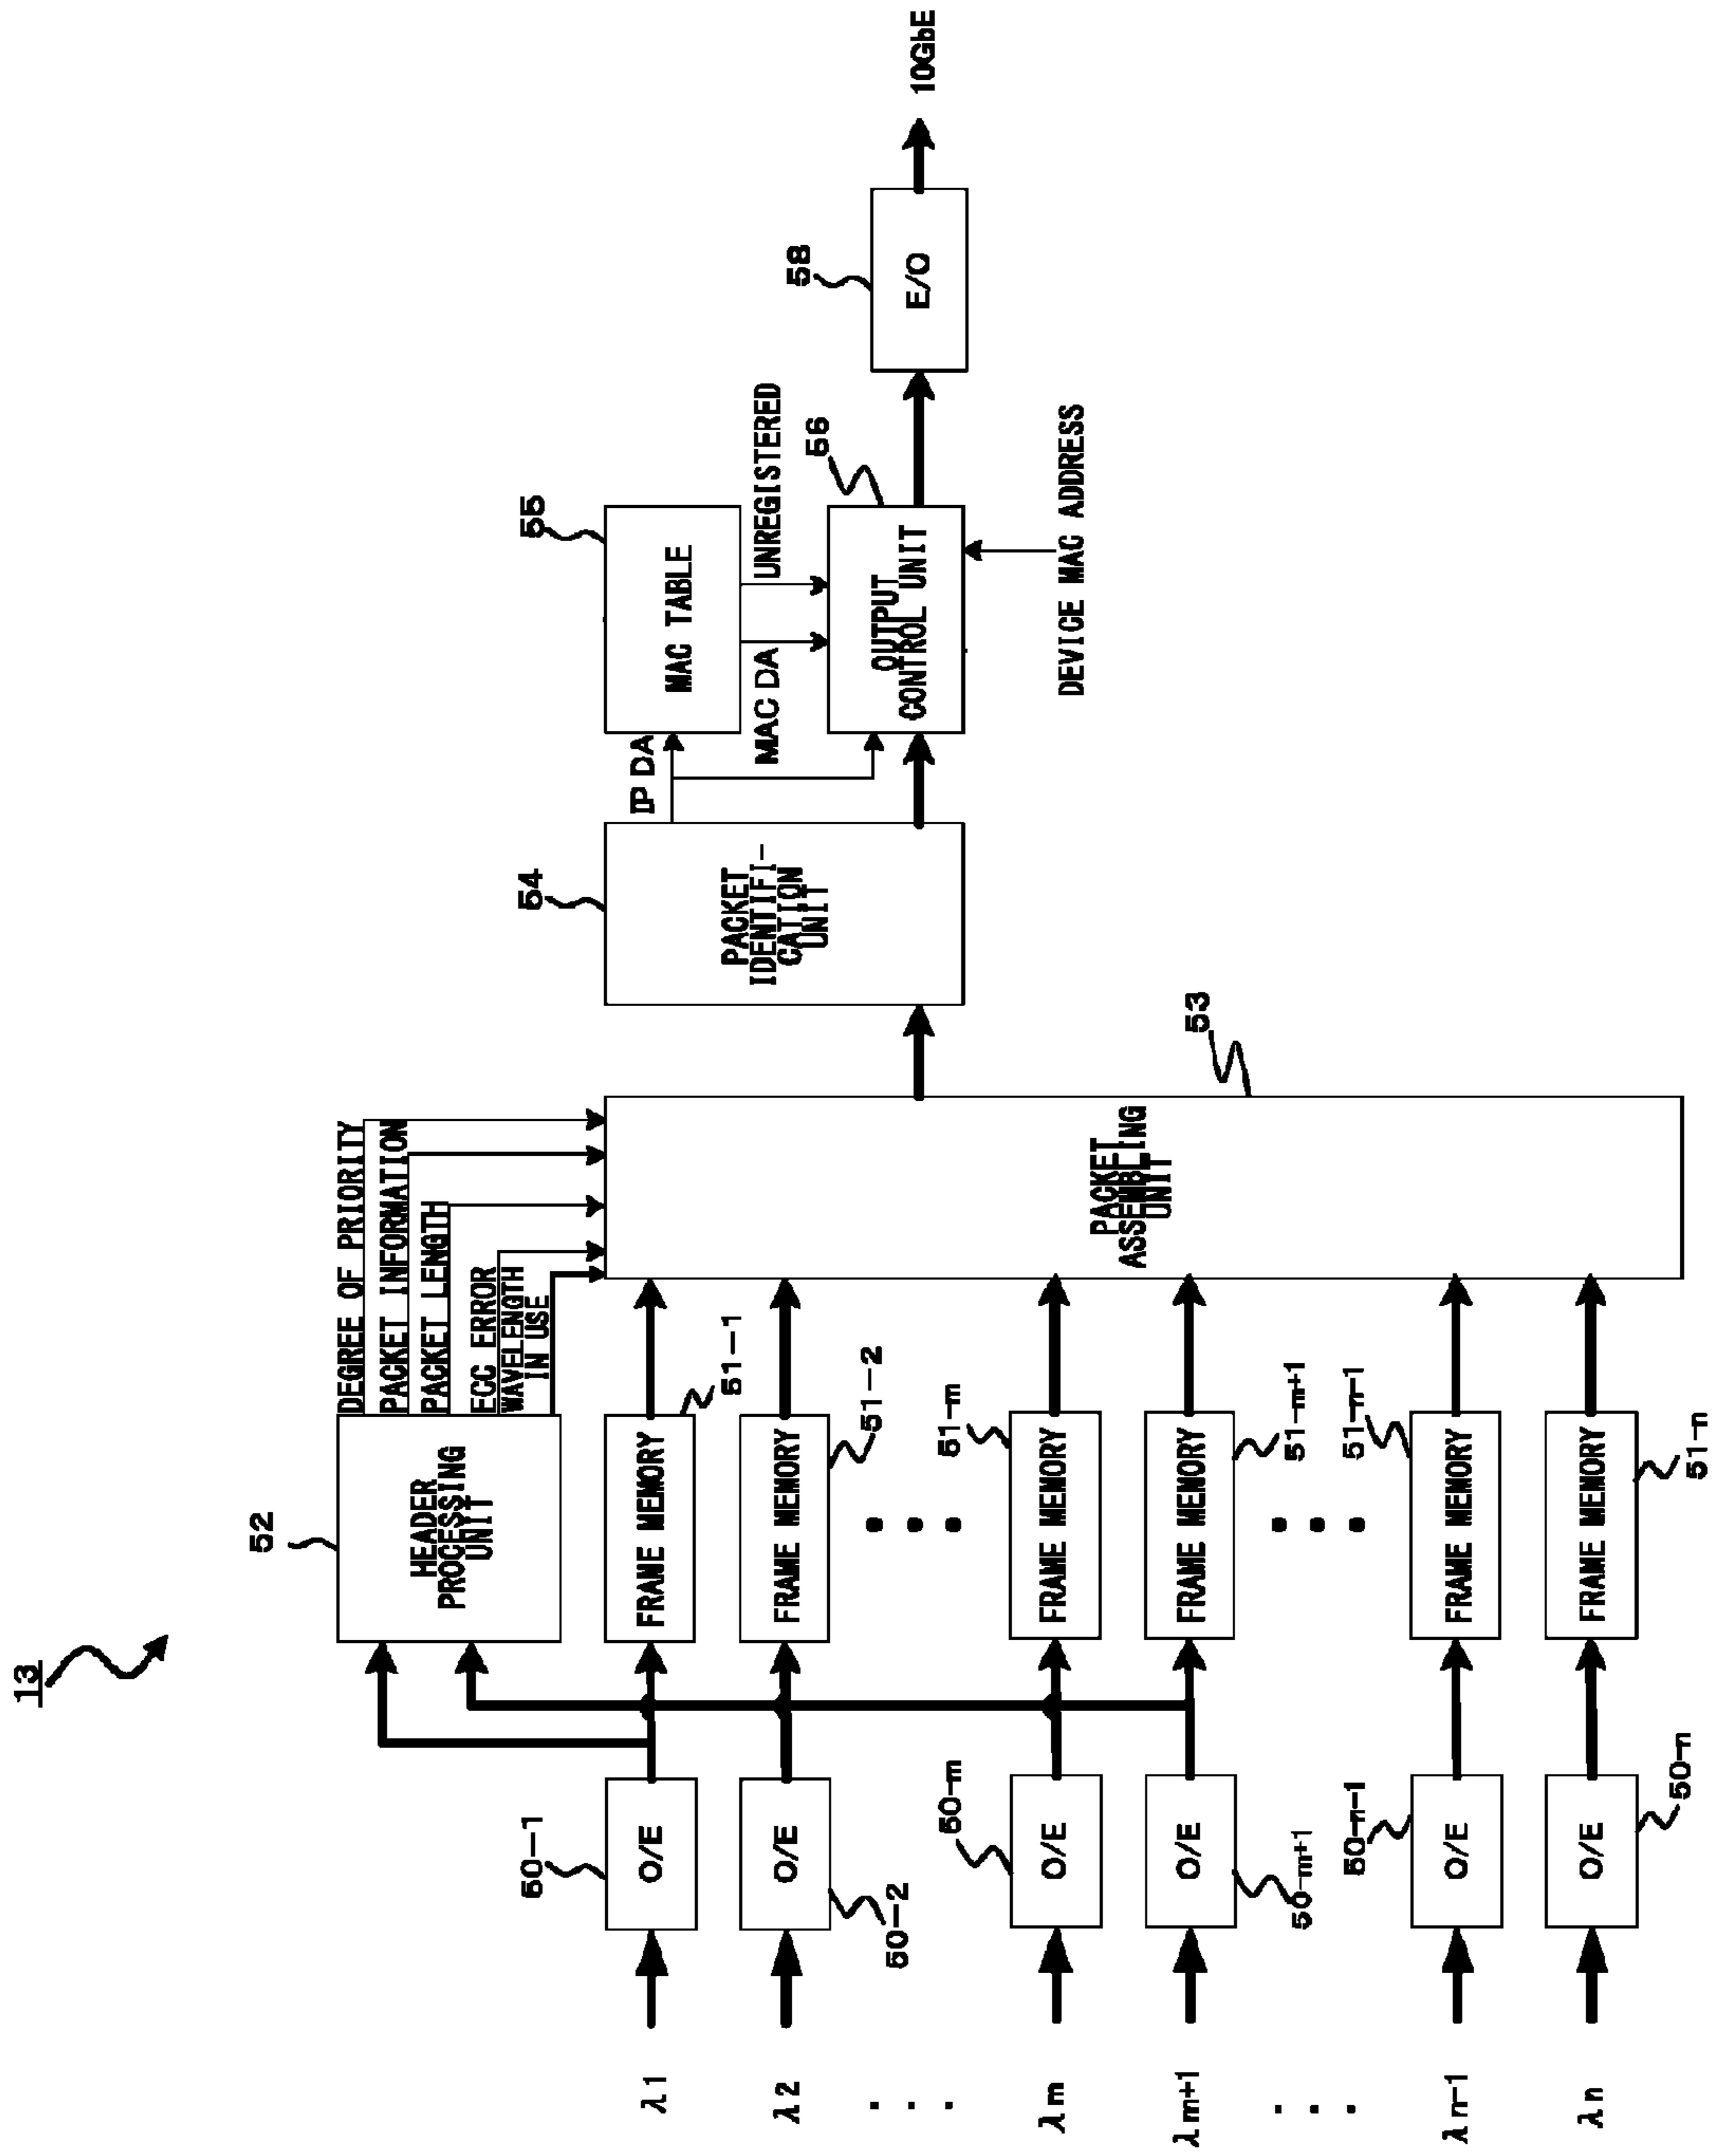 13
52
HEADER
PROCESSING
UNIT
DEGREE OF PRIORITY
PACKET INFORMATION
PACKET LENGTH
ECC ERROR
WAVELENGTH
IN USE
λ1
50-1
O/E
FRAME MEMORY
51-1
λ2
50-2
O/E
FRAME MEMORY
51-2
λm
50-m
O/E
FRAME MEMORY
51-m
λm+1
50-m+1
O/E
FRAME MEMORY
51-m+1
λn-1
50-n-1
O/E
FRAME MEMORY
51-n-1
λn
50-n
O/E
FRAME MEMORY
51-n
53
PACKET
ASSEMBLING
UNIT
54
PACKET
IDENTIFI-
CATION
UNIT
IP DA
55
MAC TABLE
MAC DA
UNREGISTERED
56
OUTPUT
CONTROL UNIT
DEVICE MAC ADDRESS
58
E/O
10GbE